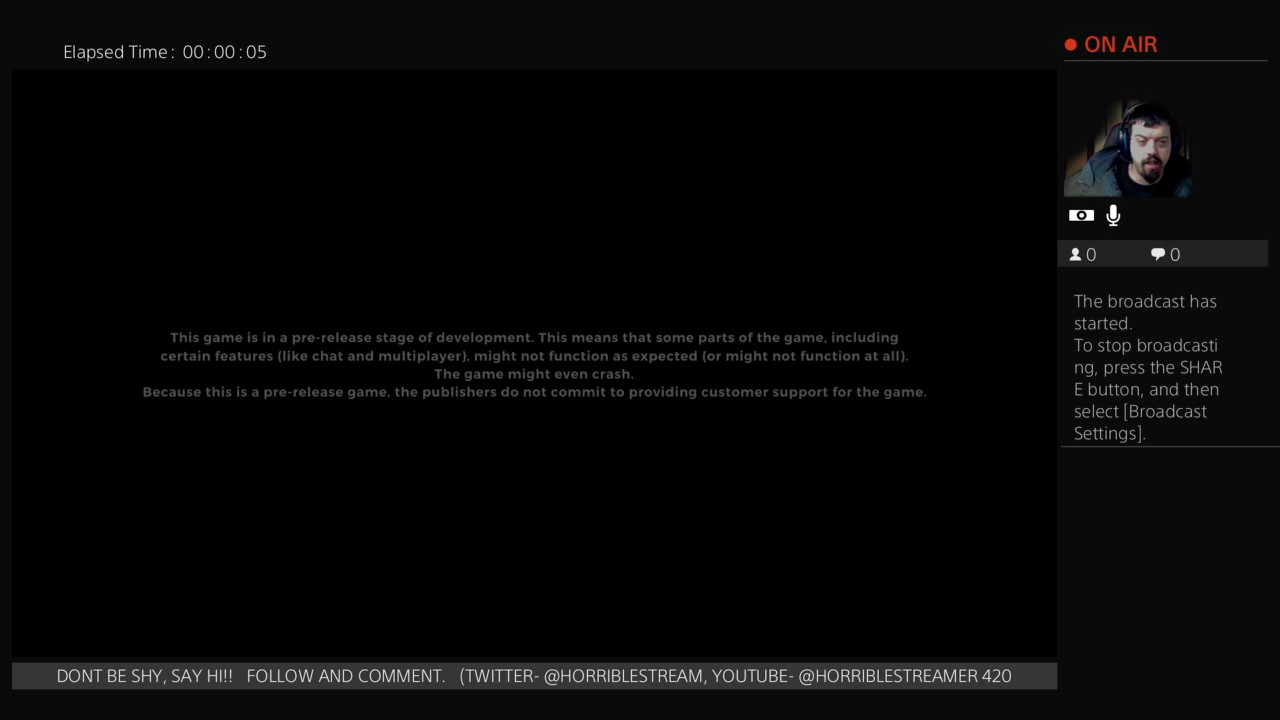 Elapsed Time: 00:00:05
ON AIR
0 0
The broadcast has
started.
To stop broadcasti
ng, press the SHAR
E button, and then
select [Broadcast
Settings].
This game is in a pre-release stage of development. This means that some parts of the game, including
certain features (like chat and multiplayer), might not function as expected (or might not function at all).
The game might even crash.
Because this is a pre-release game, the publishers do not commit to providing customer support for the game.
DONT BE SHY, SAY HI!! FOLLOW AND COMMENT. (TWITTER- @HORRIBLESTREAM, YOUTUBE- @HORRIBLESTREAMER 420